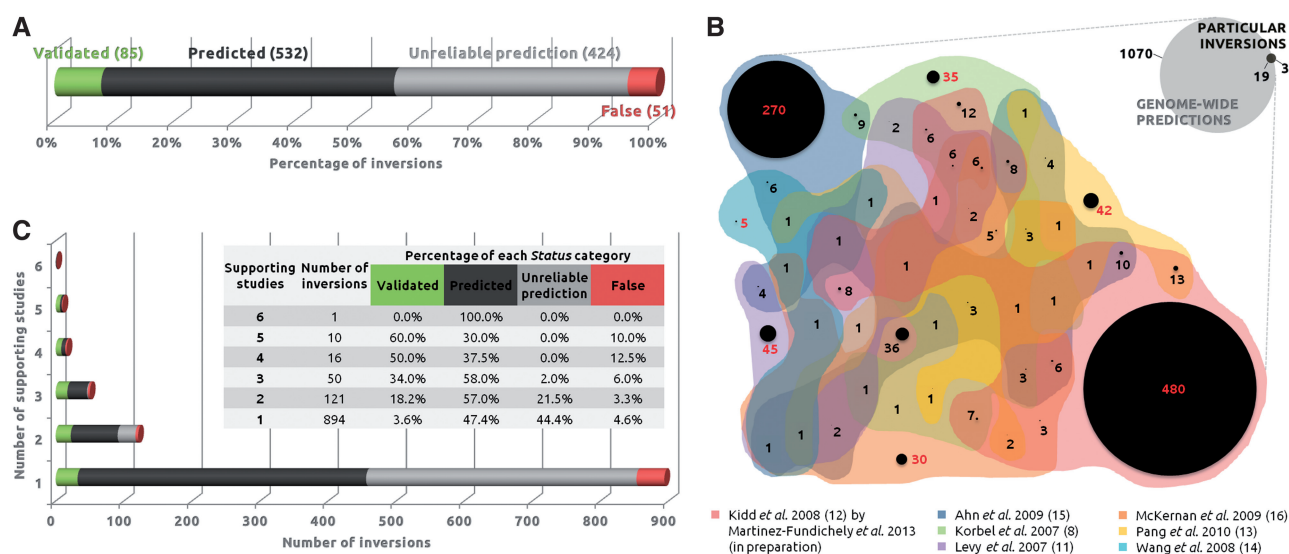 A
Validated (85)
Predicted (532)
Unreliable prediction (424)
False (51)
0% 10% 20% 30% 40% 50% 60% 70% 80% 90% 100%
Percentage of inversions
C
Number of supporting studies
6
5
4
3
2
1
0 100 200 300 400 500 600 700 800 900
Number of inversions
Percentage of each Status category
Supporting studies Number of inversions Validated Predicted Unreliable prediction False
6 1 0.0% 100.0% 0.0% 0.0%
5 10 60.0% 30.0% 0.0% 10.0%
4 16 50.0% 37.5% 0.0% 12.5%
3 50 34.0% 58.0% 2.0% 6.0%
2 121 18.2% 57.0% 21.5% 3.3%
1 894 3.6% 47.4% 44.4% 4.6%
B
PARTICULAR
INVERSIONS
1070
3
19
GENOME-WIDE
PREDICTIONS
35
270
12
1
9
2
6
6
6
8
4
6
1
1
42
5
1
2
5
3
1
1
1
1
1
10
4
8
13
1
1
3
1
1
1
45
36
480
3
6
1
1
1
7
3
1
1
2
2
30
Kidd et al. 2008 (12) by
Martinez-Fundichely et al. 2013
(in preparation)
Ahn et al. 2009 (15)
Korbel et al. 2007 (8)
Levy et al. 2007 (11)
McKernan et al. 2009 (16)
Pang et al. 2010 (13)
Wang et al. 2008 (14)